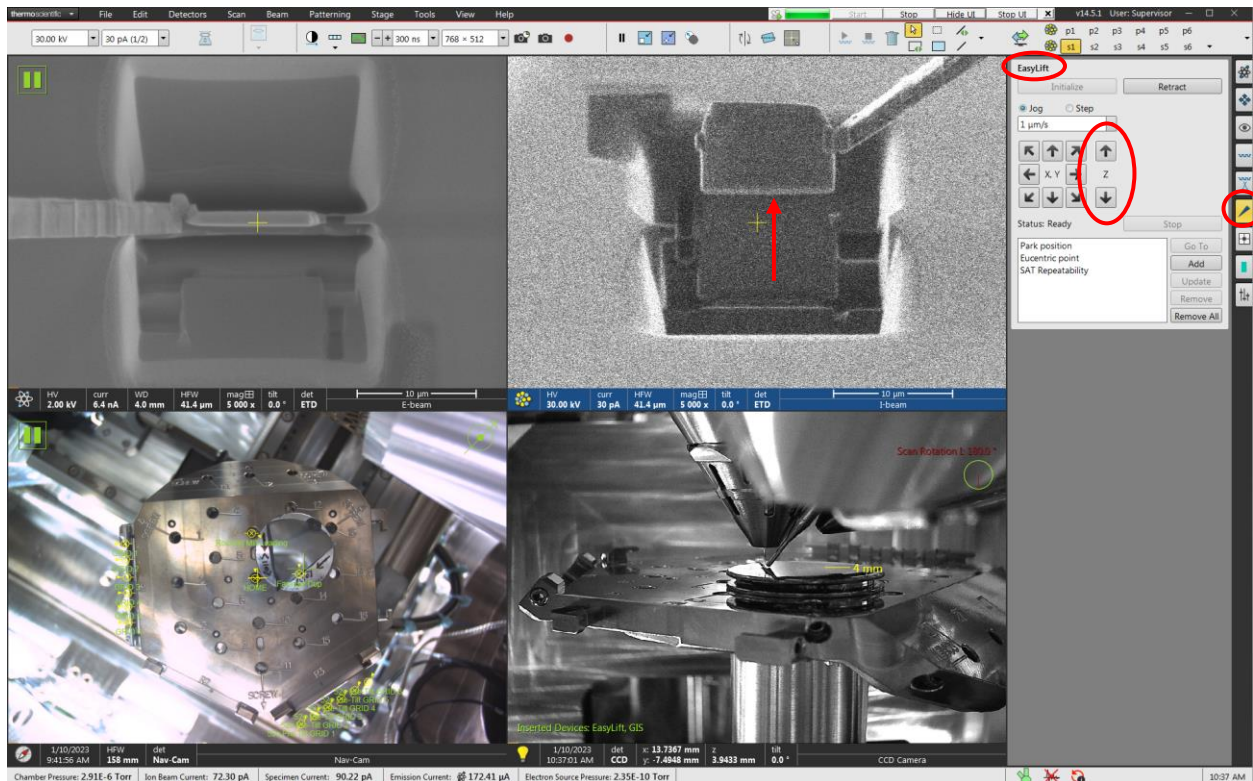 thermoscientific File Edit Detectors Scan Beam Patterning Stage Tools View Help Start Stop Hide UI Stop UI X v14.5.1 User: Supervisor
30.00 kV 30 pA (1/2) 300 ns 768 × 512 p1 p2 p3 p4 p5 p6
s1 s2 s3 s4 s5 s6
EasyLift
Initialize Retract
Jog Step
1 µm/s
X, Y Z
Status: Ready Stop
Park position Go To
Eucentric point Add
SAT Repeatability Update
Remove
Remove All
HV curr WD HFW mag tilt det 10 µm
2.00 kV 6.4 nA 4.0 mm 41.4 µm 5 000 x 0.0 ° ETD E-beam
HV curr HFW mag tilt det 10 µm
30.00 kV 30 pA 41.4 µm 5 000 x 0.0 ° ETD I-beam
HOME
SCREW
GRID 4
GRID 1
Scan Rotation I: 180.0 °
4 mm
Inserted Devices: EasyLift, GIS
1/10/2023 HFW det
9:41:56 AM 158 mm Nav-Cam Nav-Cam
1/10/2023 det x: 13.7367 mm z tilt
10:37:01 AM CCD y: -7.4948 mm 3.9433 mm 0.0 ° CCD Camera
Chamber Pressure: 2.91E-6 Torr Ion Beam Current: 72.30 pA Specimen Current: 90.22 pA Emission Current: 172.41 µA Electron Source Pressure: 2.35E-10 Torr 10:37 AM